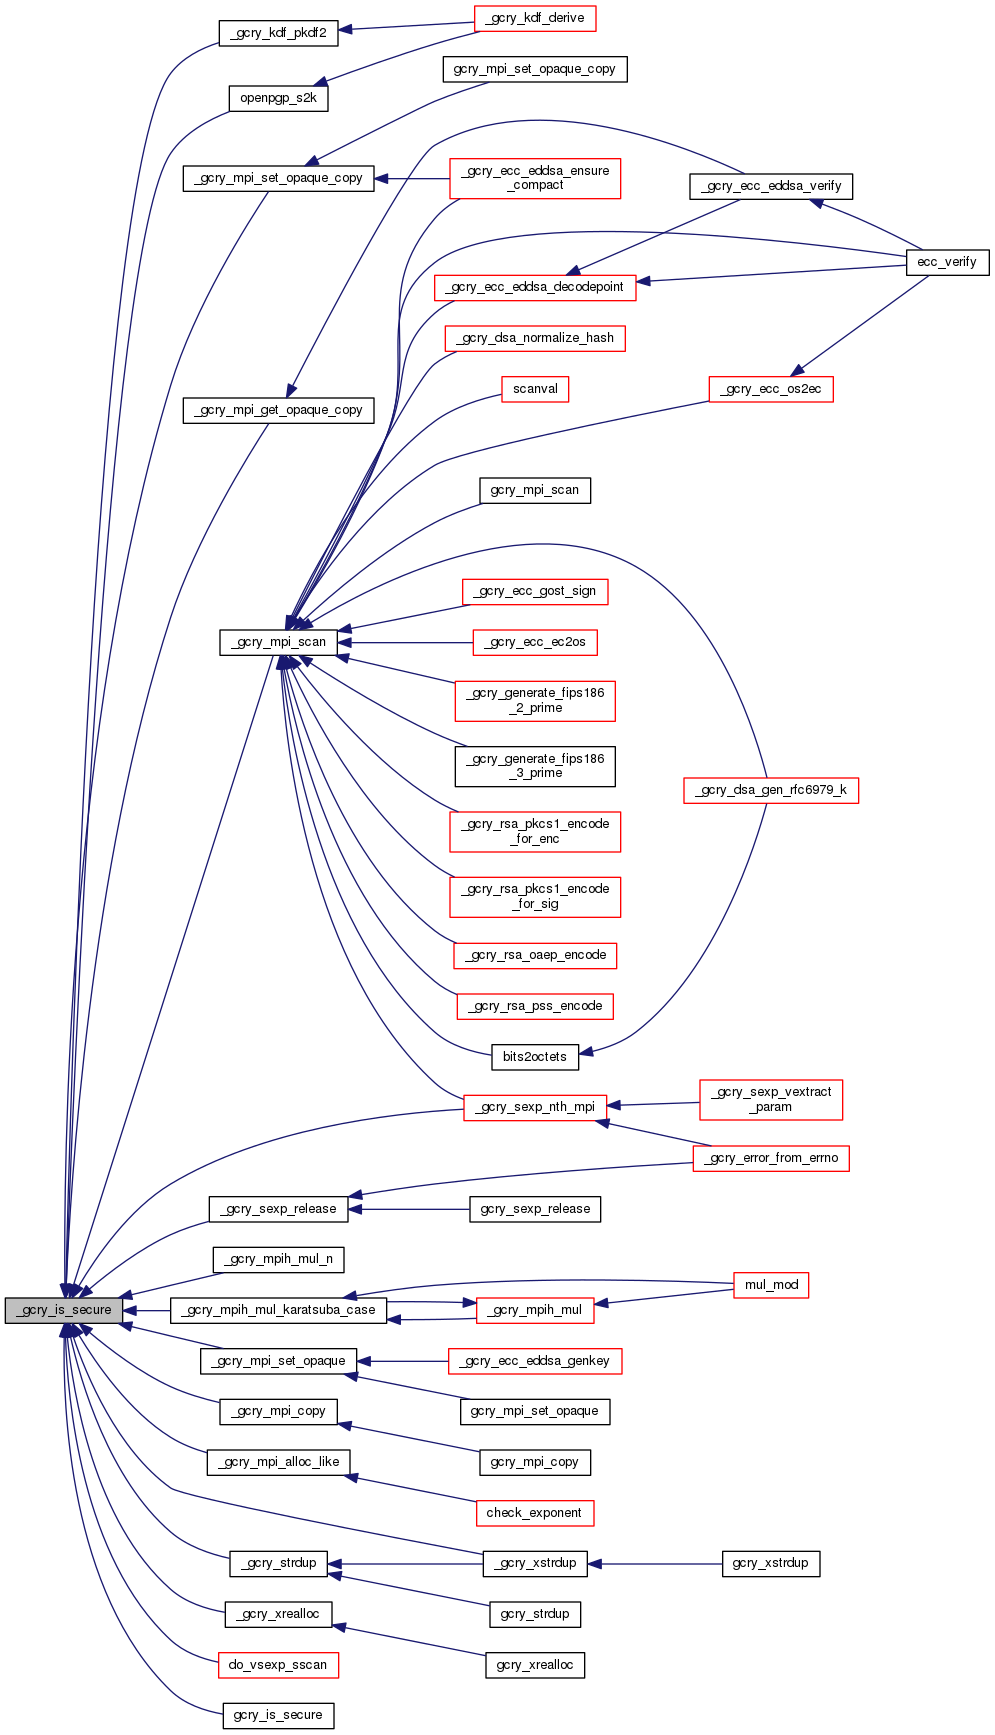 _gcry_kdf_derive
_gcry_kdf_pkdf2
gcry_mpi_set_opaque_copy
openpgp_s2k
_gcry_mpi_set_opaque_copy
_gcry_ecc_eddsa_ensure
_compact
_gcry_ecc_eddsa_verify
ecc_verify
_gcry_ecc_eddsa_decodepoint
_gcry_dsa_normalize_hash
scanval
_gcry_ecc_os2ec
_gcry_mpi_get_opaque_copy
gcry_mpi_scan
_gcry_ecc_gost_sign
_gcry_mpi_scan
_gcry_ecc_ec2os
_gcry_generate_fips186
_2_prime
_gcry_generate_fips186
_3_prime
_gcry_dsa_gen_rfc6979_k
_gcry_rsa_pkcs1_encode
_for_enc
_gcry_rsa_pkcs1_encode
_for_sig
_gcry_rsa_oaep_encode
_gcry_rsa_pss_encode
bits2octets
_gcry_sexp_nth_mpi
_gcry_sexp_vextract
_param
_gcry_error_from_errno
_gcry_sexp_release
gcry_sexp_release
_gcry_mpih_mul_n
mul_mod
_gcry_is_secure
_gcry_mpih_mul_karatsuba_case
_gcry_mpih_mul
_gcry_mpi_set_opaque
_gcry_ecc_eddsa_genkey
_gcry_mpi_copy
gcry_mpi_set_opaque
_gcry_mpi_alloc_like
gcry_mpi_copy
check_exponent
_gcry_strdup
_gcry_xstrdup
gcry_xstrdup
_gcry_xrealloc
gcry_strdup
do_vsexp_sscan
gcry_xrealloc
gcry_is_secure